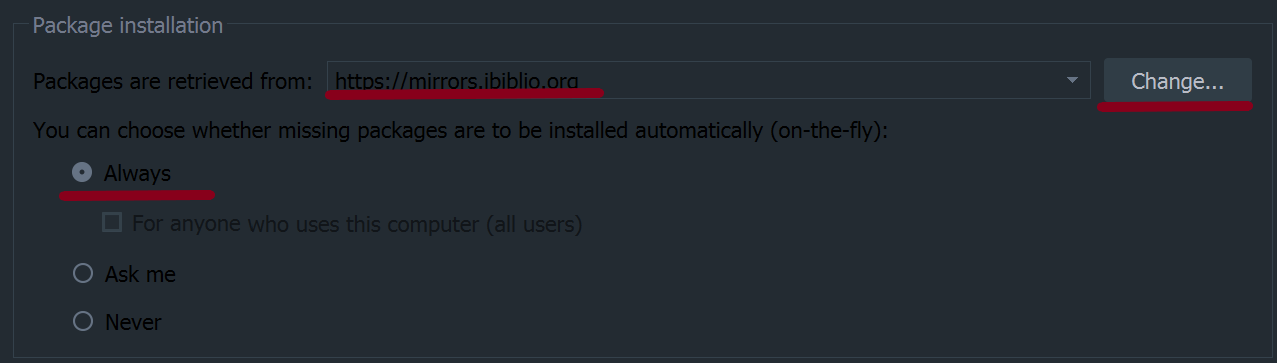 Package installation
Packages are retrieved from: https://mirrors.ibiblio.org Change...
You can choose whether missing packages are to be installed automatically (on-the-fly):
Always
For anyone who uses this computer (all users)
Ask me
Never